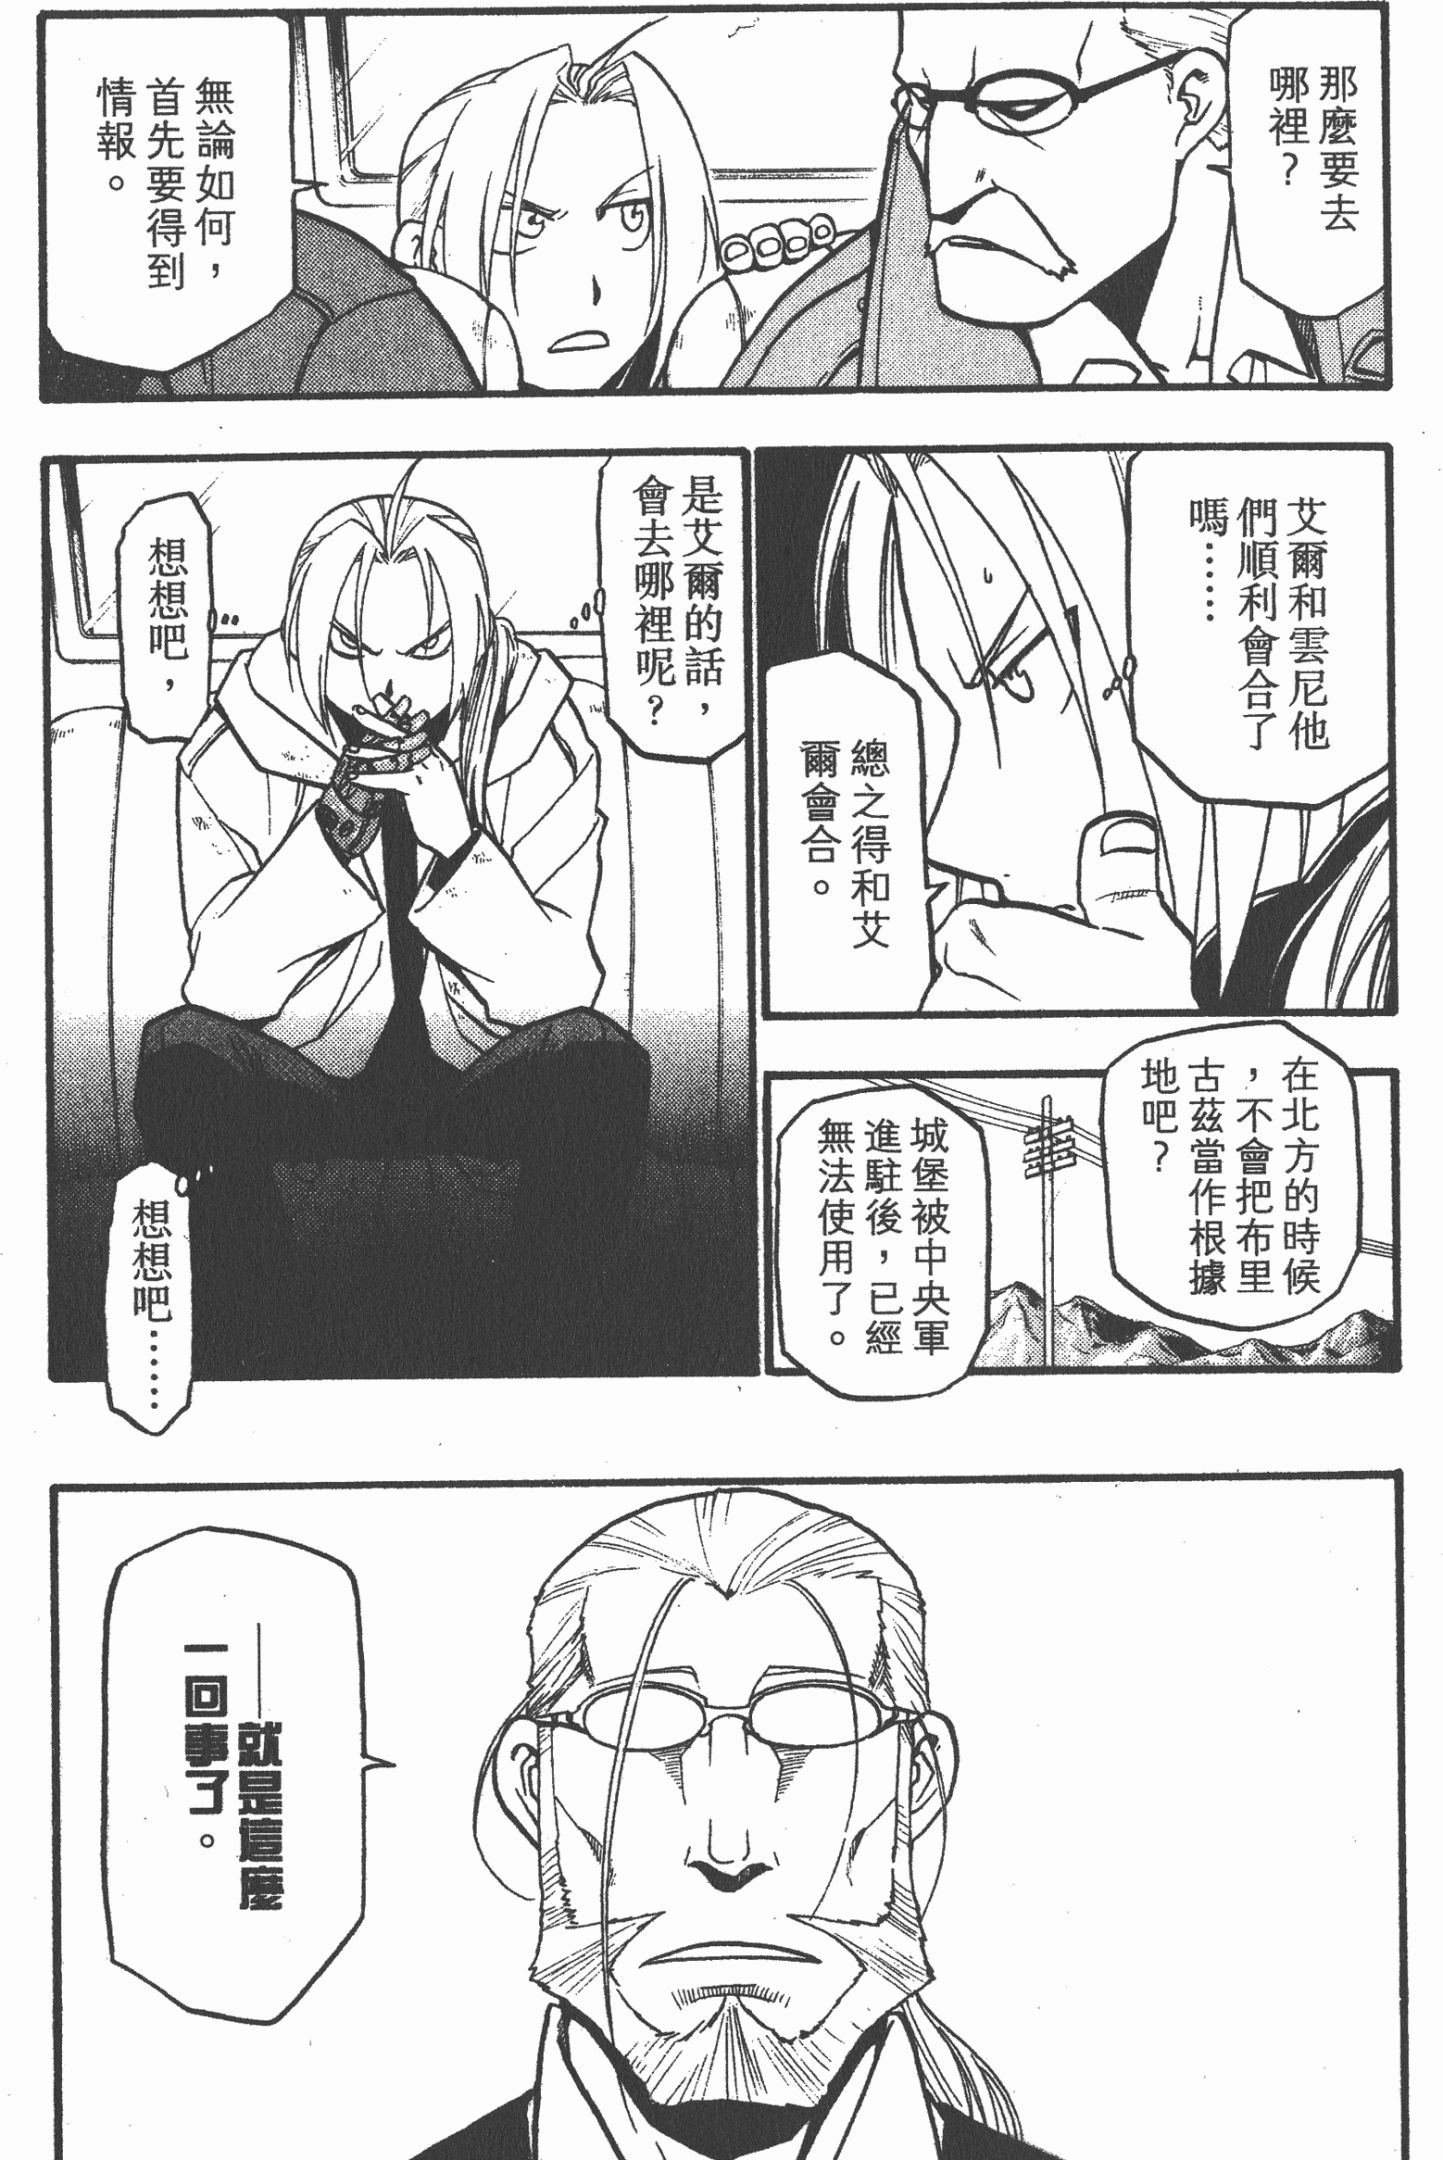 那麼要去
哪裡？
無論如何，
首先要得到
情報。
艾爾和雲尼他
們順利會合了
嗎……
總之得和艾
爾會合。
在北方的時候
，不會把布里
古茲當作根據
地吧？
城堡被中央軍
進駐後，已經
無法使用了。
是艾爾的話，
會去哪裡呢？
想想吧，
想想吧……
——就是這麼
一回事了。